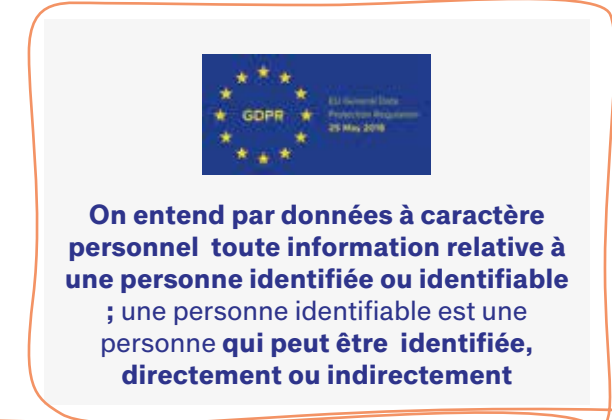 GDPR
EU General Data
Protection Regulation
25 May 2018
On entend par données à caractère
personnel toute information relative à
une personne identifiée ou identifiable
; une personne identifiable est une
personne qui peut être identifiée,
directement ou indirectement